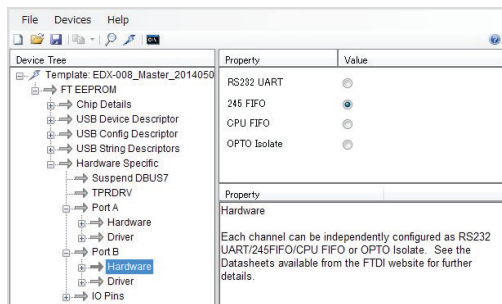 File Devices Help
Device Tree
Template: EDX-008_Master_2014050
FT EEPROM
Chip Details
USB Device Descriptor
USB Config Descriptor
USB String Descriptors
Hardware Specific
Suspend DBUS7
TPRDRV
Port A
Hardware
Driver
Port B
Hardware
Driver
IO Pins
Property Value
RS232 UART
245 FIFO
CPU FIFO
OPTO Isolate
Property
Hardware
Each channel can be independently configured as RS232
UART/245FIFO/CPU FIFO or OPTO Isolate. See the
Datasheets available from the FTDI website for further
details.